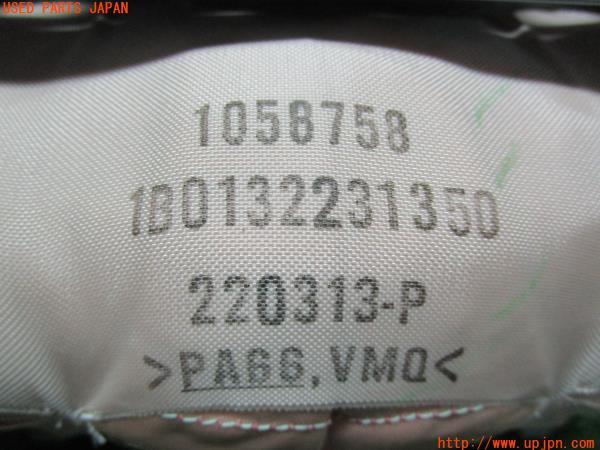 USED PARTS JAPAN
1058758
1B0132231350
220313-P
>PA66,VMQ<
http://www.upjpn.com/